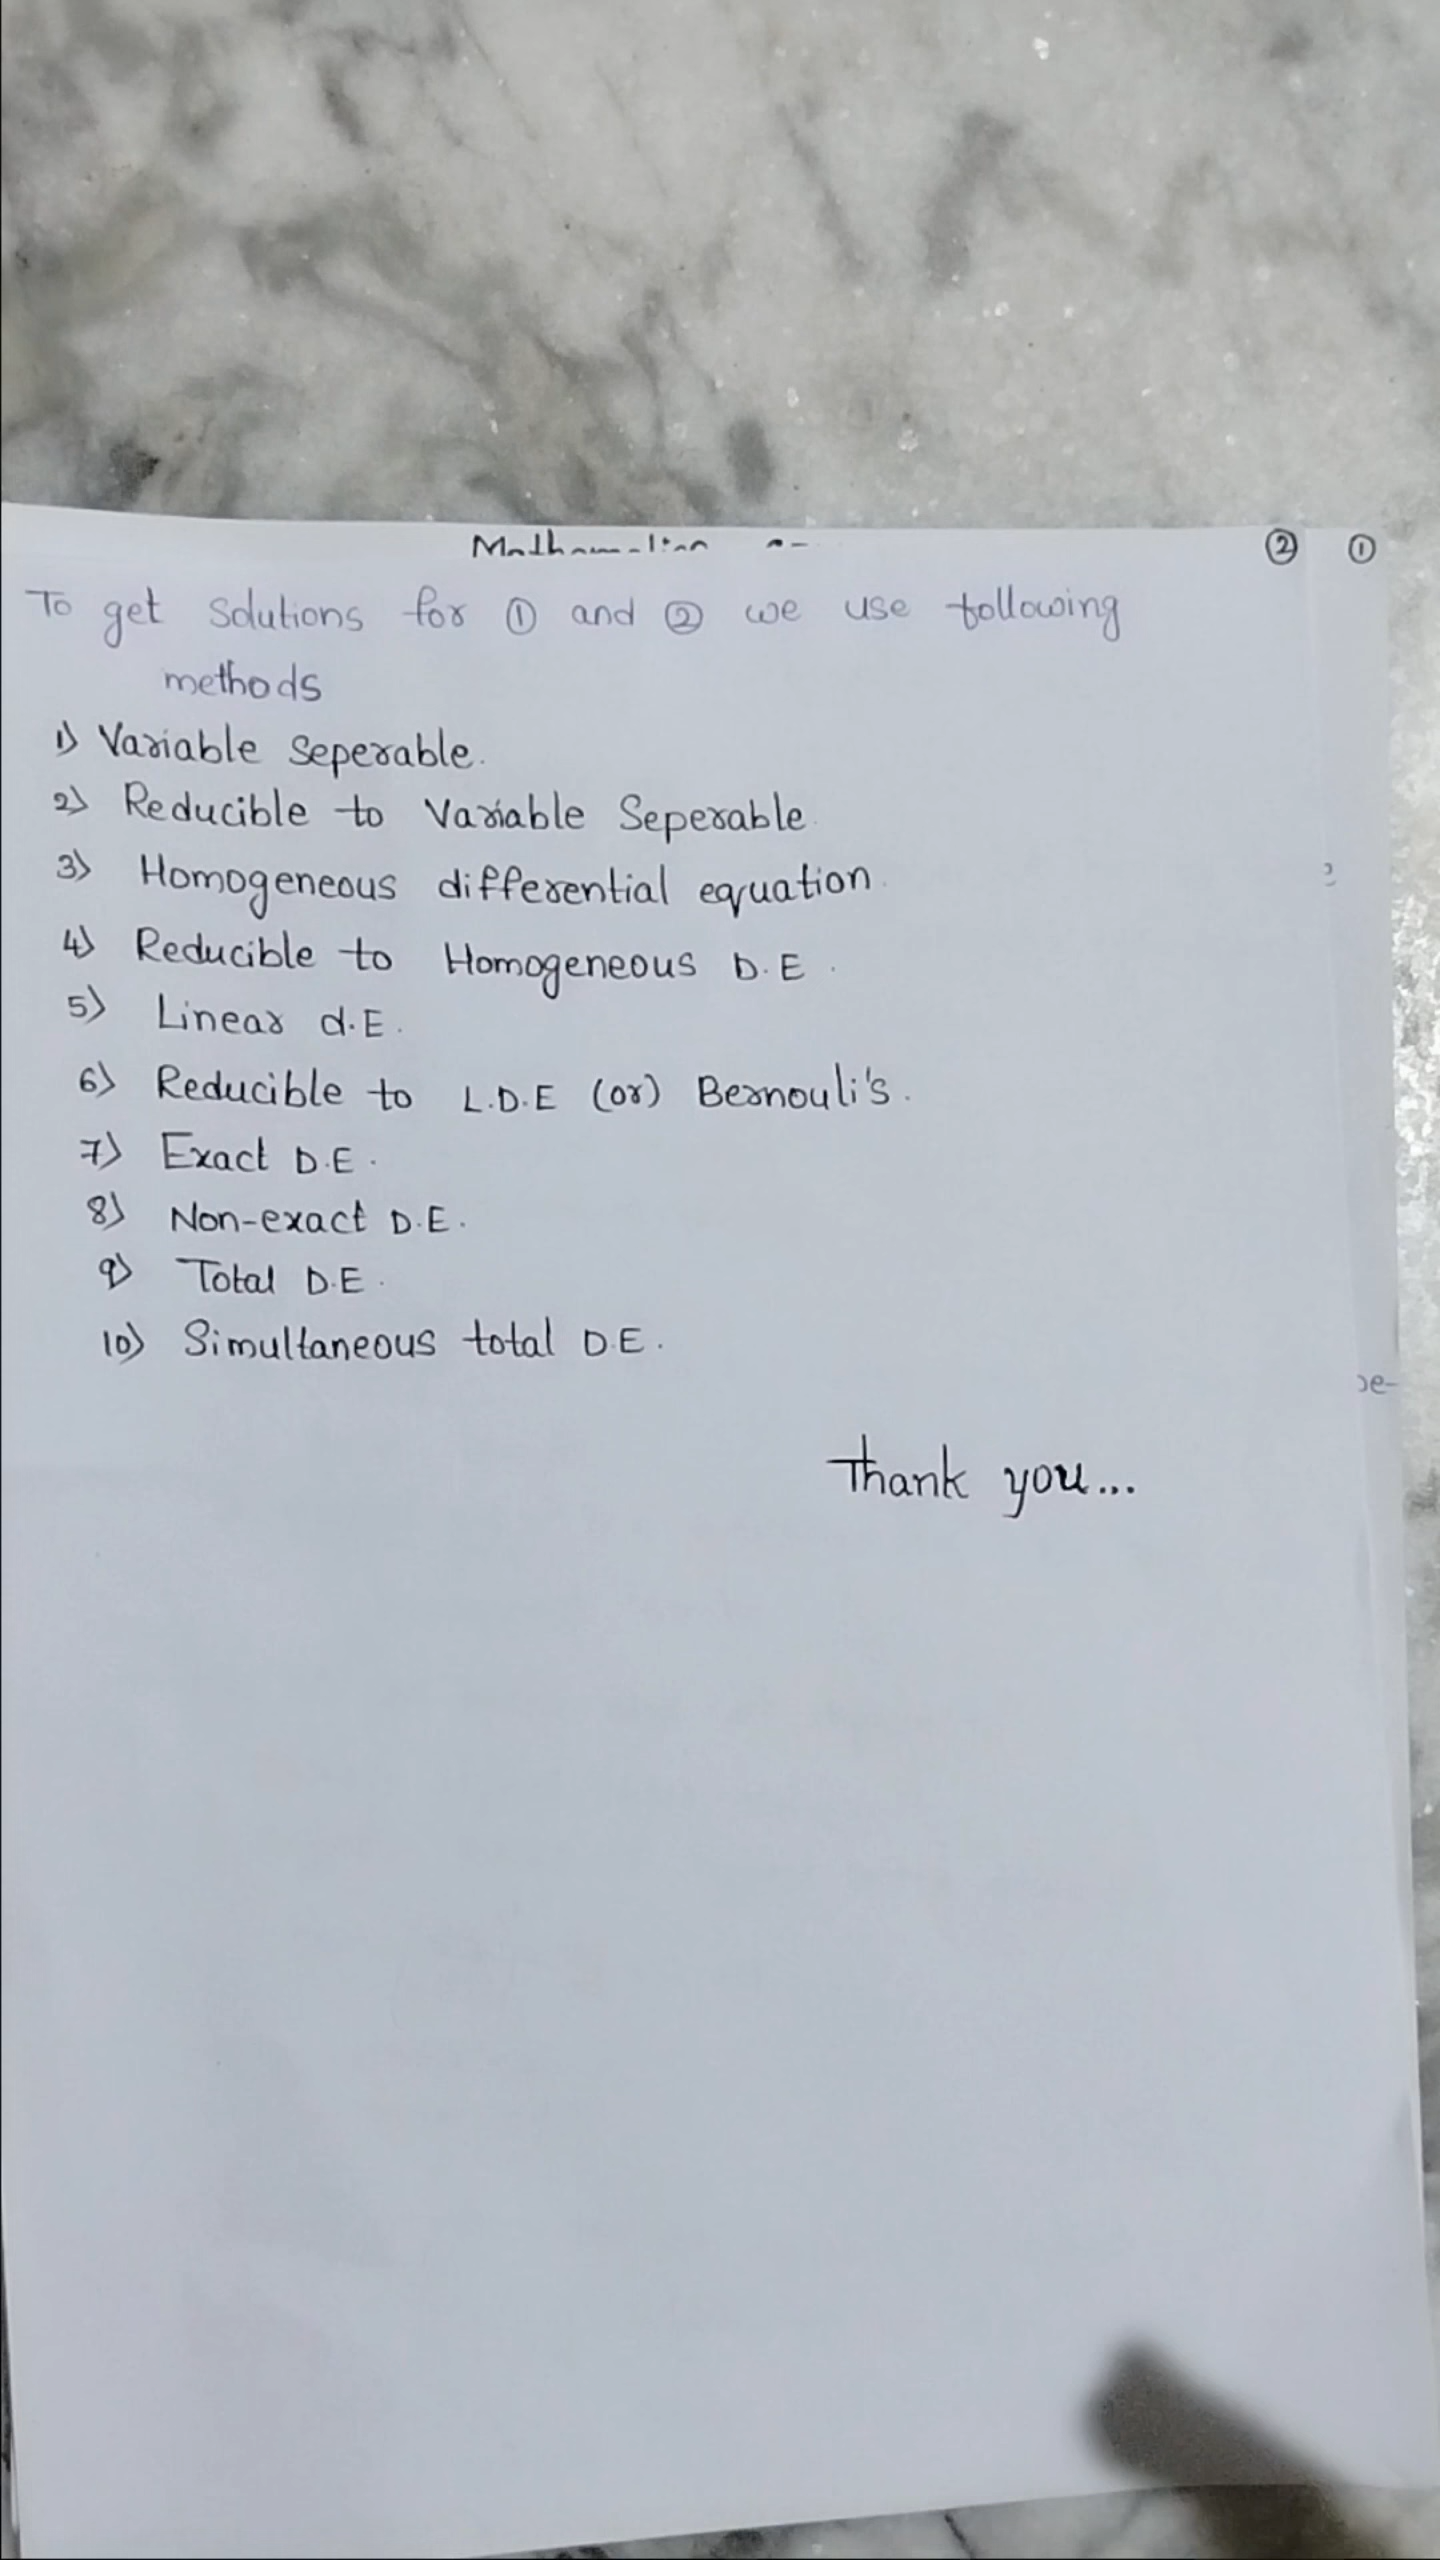 ② ①
To get solutions for ① and ② we use following
methods
1) Variable seperable.
2) Reducible to Variable Seperable.
3) Homogeneous differential equation.
4) Reducible to Homogeneous D.E.
5) Linear d.E.
6) Reducible to L.D.E (or) Bernouli's.
7) Exact D.E.
8) Non-exact D.E.
9) Total D.E.
10) Simultaneous total D.E.
Thank you...